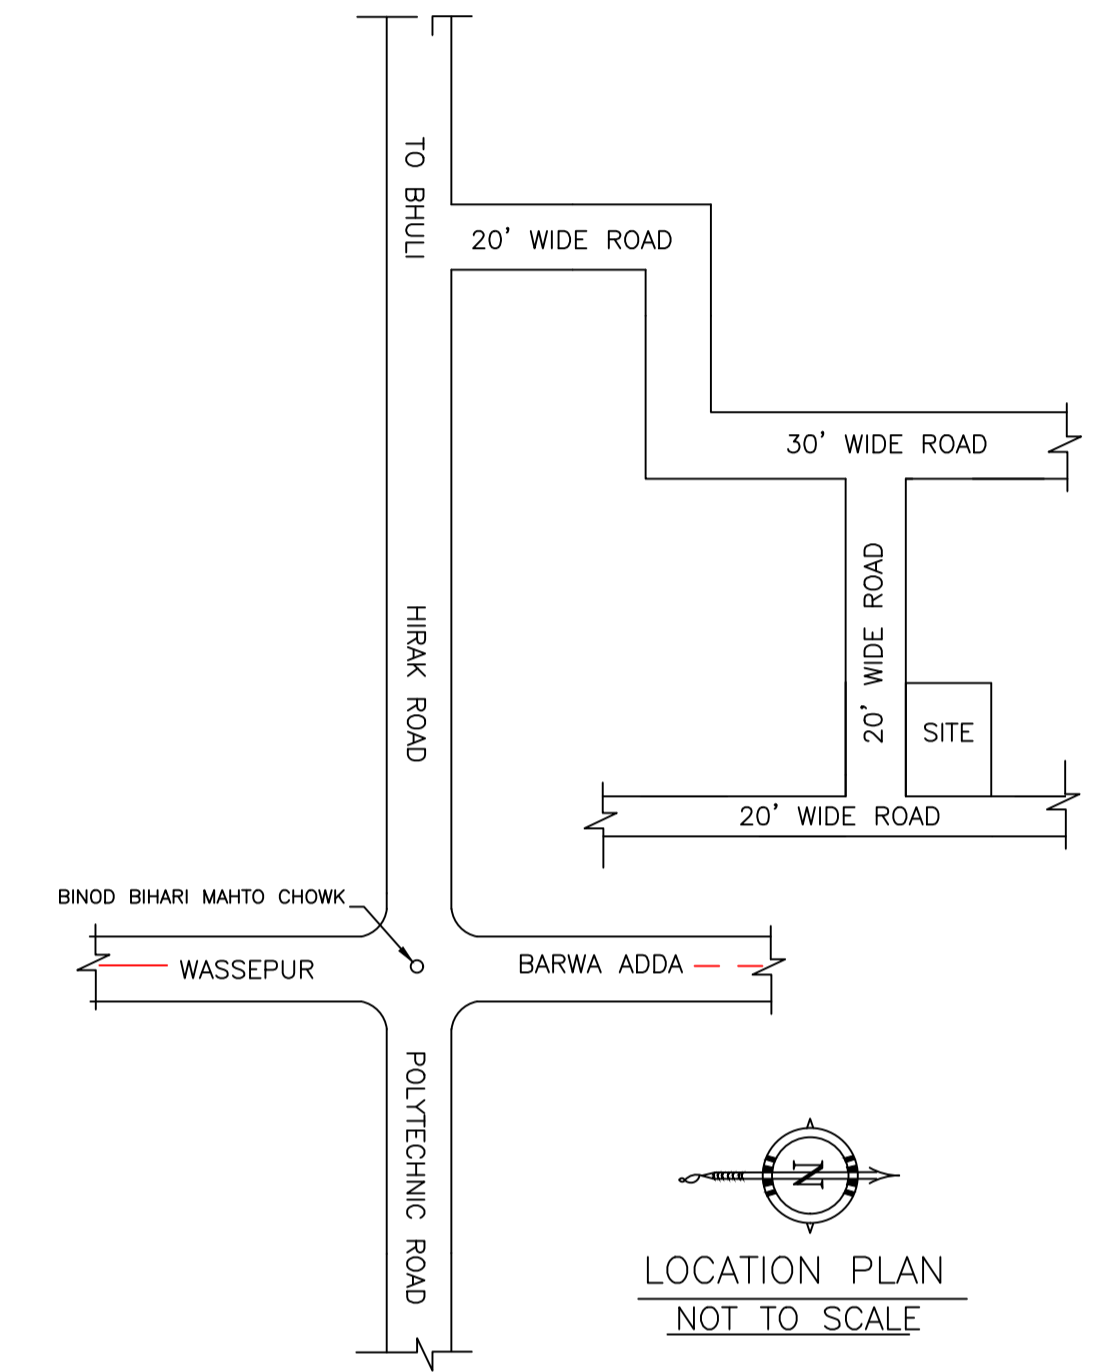 TO BHULI
20' WIDE ROAD
30' WIDE ROAD
20' WIDE ROAD
HIRAK ROAD
SITE
20' WIDE ROAD
BINOD BIHARI MAHTO CHOWK
WASSEPUR
BARWA ADDA
POLYTECHNIC ROAD
N
LOCATION PLAN
NOT TO SCALE